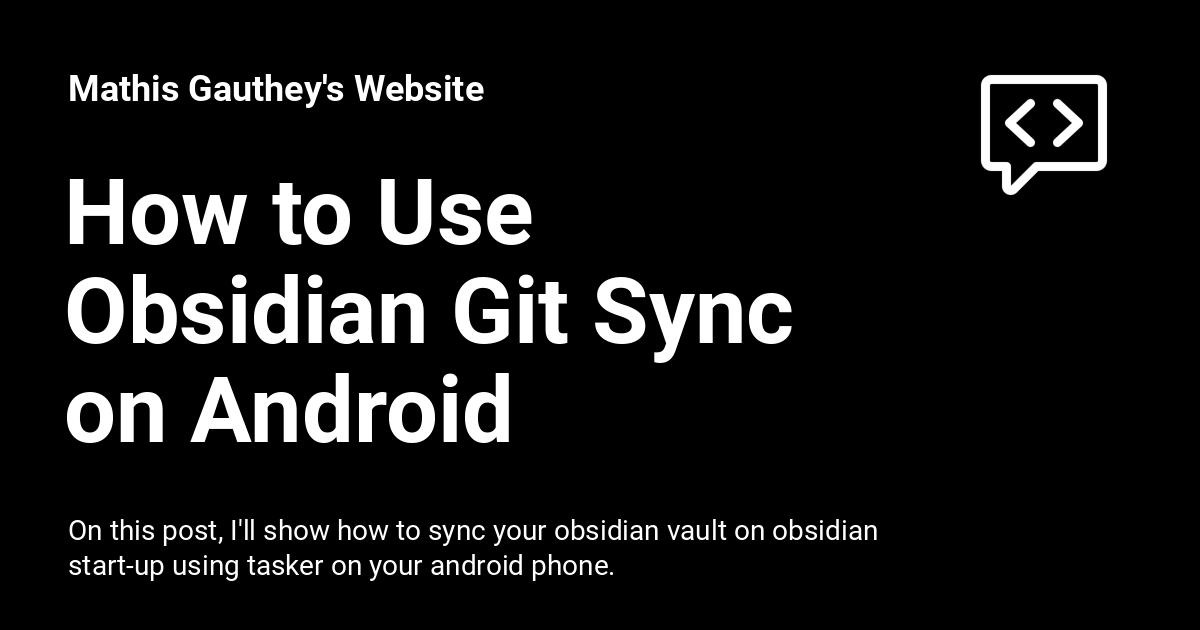 Mathis Gauthey's Website
How to Use
Obsidian Git Sync
on Android
On this post, I'll show how to sync your obsidian vault on obsidian
start-up using tasker on your android phone.